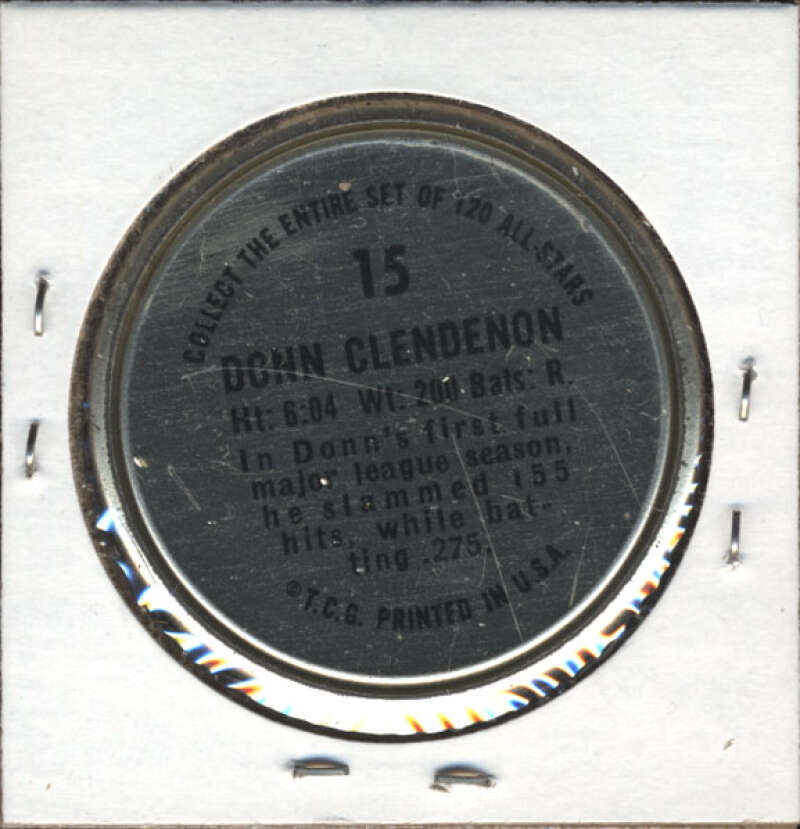 COLLECT THE ENTIRE SET OF 120 ALL-STARS
15
DONN CLENDENON
Ht: 6:04 Wt: 200 Bats: R.
In Donn's first full
major league season,
he slammed 155
hits, while bat-
ting .275.
©T.C.G. PRINTED IN U.S.A.